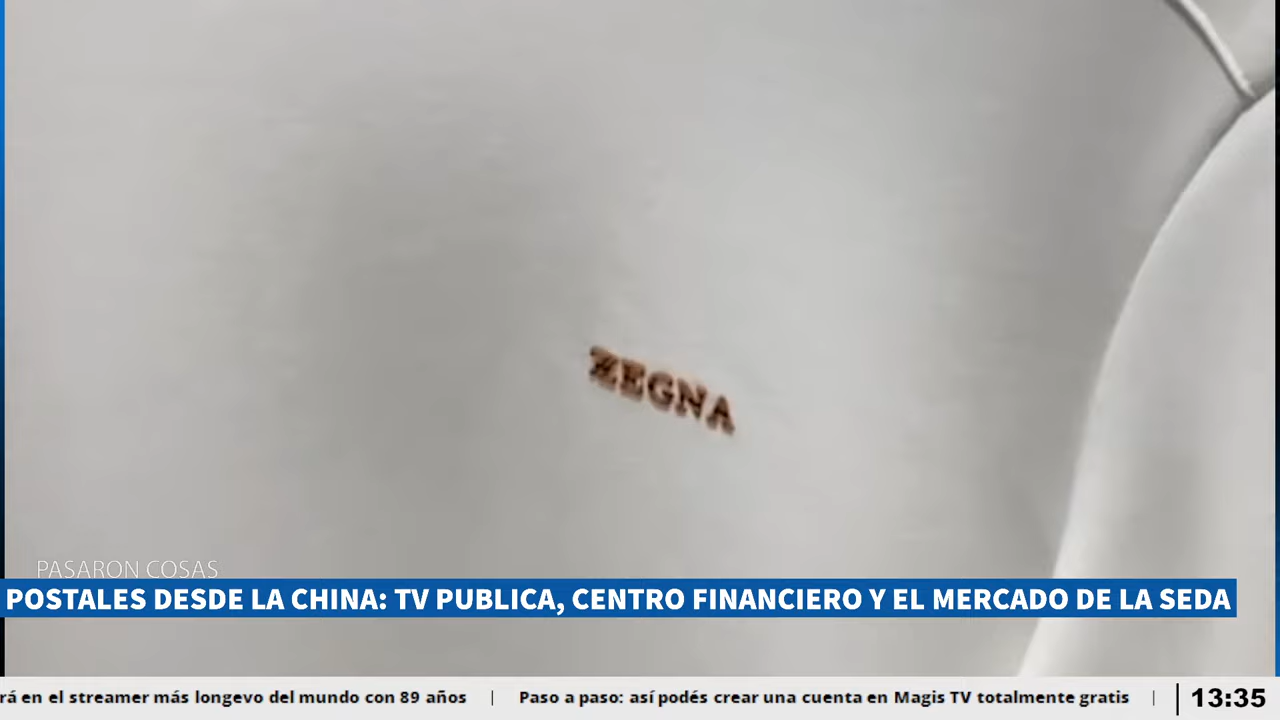 ZEGNA
PASARON COSAS
POSTALES DESDE LA CHINA: TV PUBLICA, CENTRO FINANCIERO Y EL MERCADO DE LA SEDA
rá en el streamer más longevo del mundo con 89 años | Paso a paso: así podés crear una cuenta en Magis TV totalmente gratis | 13:35